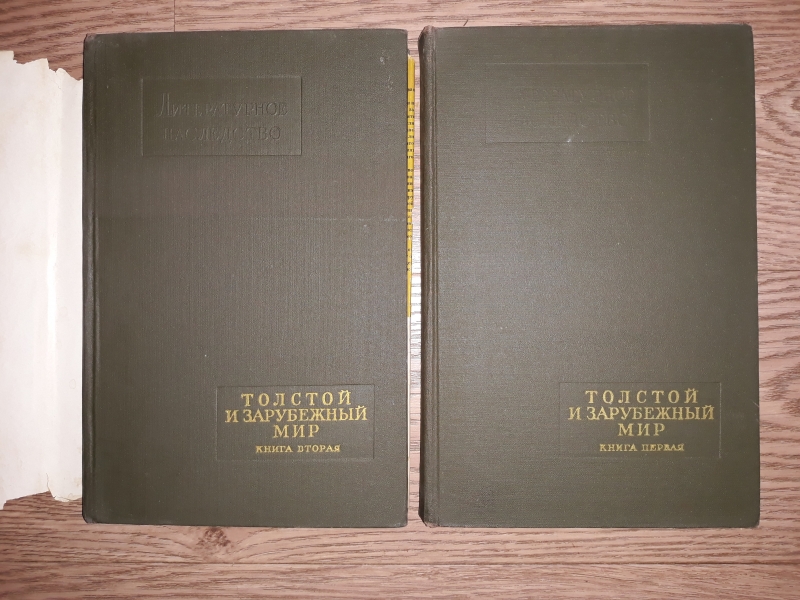 Литературное
наследство
ТОЛСТОЙ
И ЗАРУБЕЖНЫЙ
МИР
КНИГА ВТОРАЯ
ТОЛСТОЙ
И ЗАРУБЕЖНЫЙ
МИР
КНИГА ПЕРВАЯ